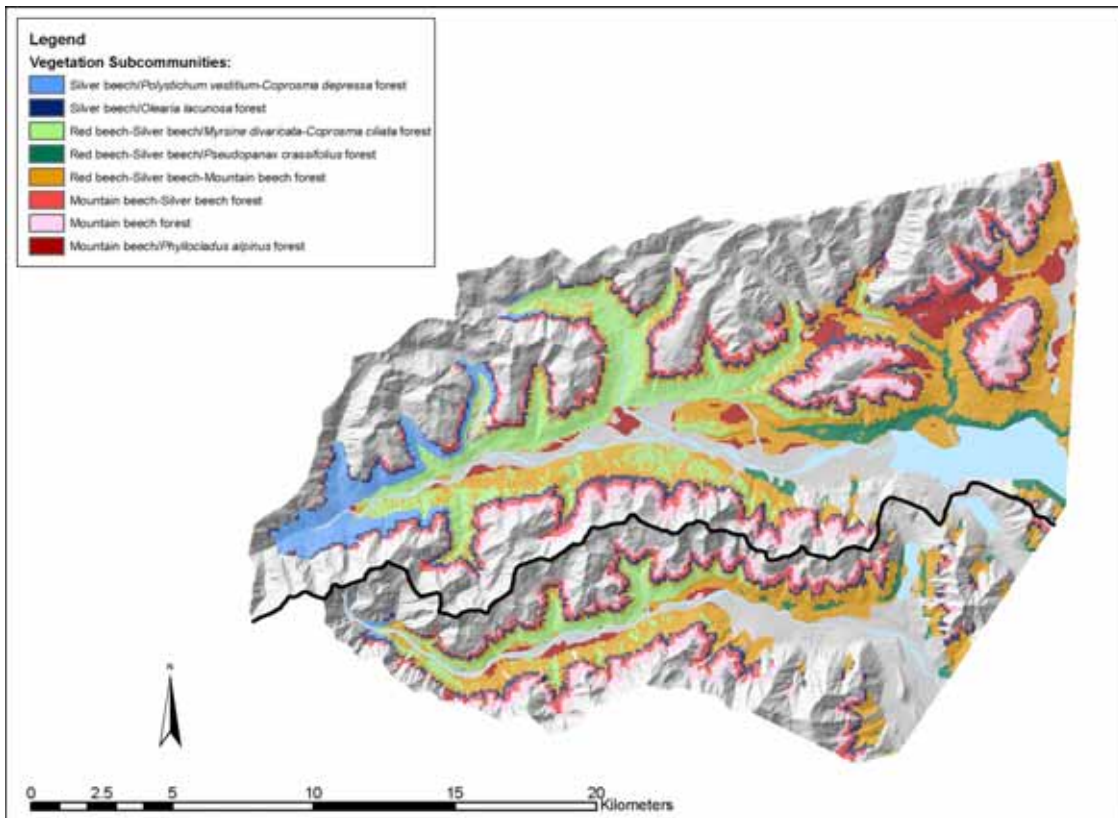 Legend
Vegetation Subcommunities:
Silver beech/Polystichum vestitium-Coprosma depressa forest
Silver beech/Olearia lacunosa forest
Red beech-Silver beech/Myrsine divaricata-Coprosma ciliata forest
Red beech-Silver beech/Pseudopanax crassifolius forest
Red beech-Silver beech-Mountain beech forest
Mountain beech-Silver beech forest
Mountain beech forest
Mountain beech/Phyllocladus alpinus forest
N
0 2.5 5 10 15 20
Kilometers